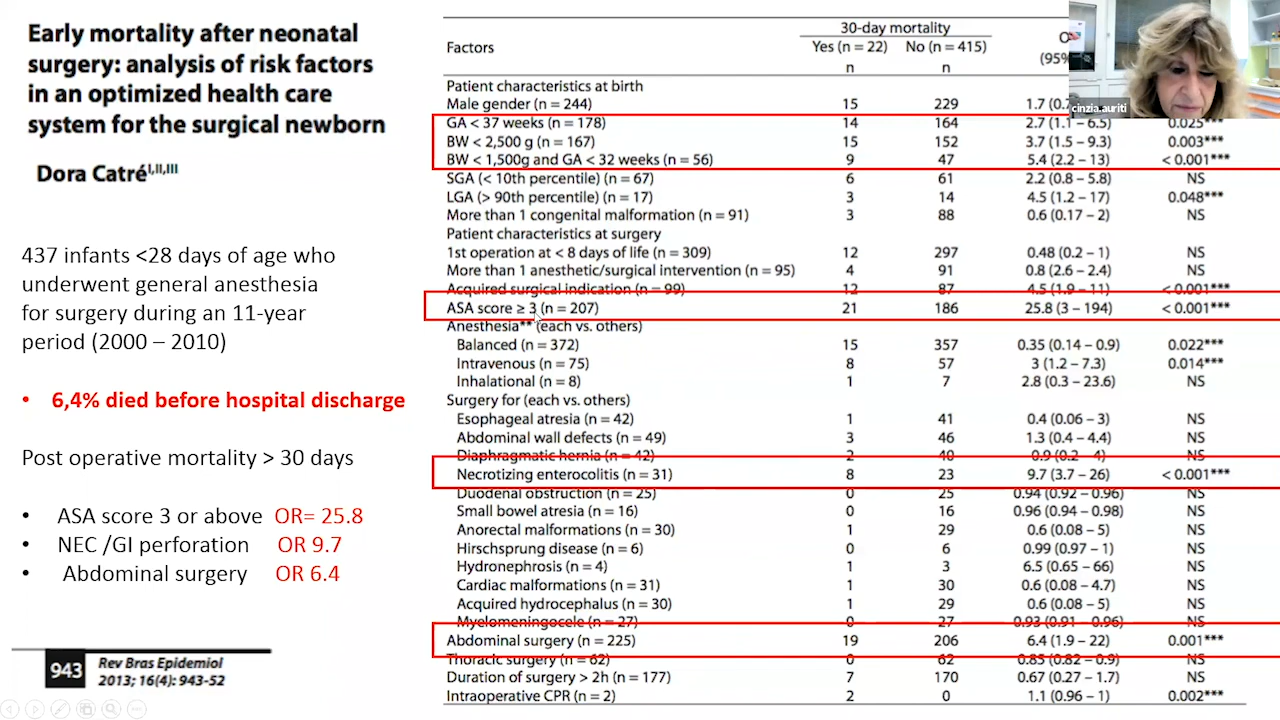 Early mortality after neonatal
surgery: analysis of risk factors
in an optimized health care
system for the surgical newborn
Dora Catré I,II,III
437 infants <28 days of age who
underwent general anesthesia
for surgery during an 11-year
period (2000 – 2010)
• 6,4% died before hospital discharge
Post operative mortality > 30 days
• ASA score 3 or above OR= 25.8
• NEC /GI perforation OR 9.7
• Abdominal surgery OR 6.4
943 Rev Bras Epidemiol
2013; 16(4): 943-52
30-day mortality
Factors Yes (n = 22) No (n = 415)
n n
(95%
Patient characteristics at birth
Male gender (n = 244) 15 229
cinzia.auriti
GA < 37 weeks (n = 178) 14 164 2.7 (1.1 – 6.5) 0.025***
BW < 2,500 g (n = 167) 15 152 3.7 (1.5 – 9.3) 0.003***
BW < 1,500g and GA < 32 weeks (n = 56) 9 47 5.4 (2.2 – 13) < 0.001***
SGA (< 10th percentile) (n = 67) 6 61 2.2 (0.8 – 5.8) NS
LGA (> 90th percentile) (n = 17) 3 14 4.5 (1.2 – 17) 0.048***
More than 1 congenital malformation (n = 91) 3 88 0.6 (0.17 – 2) NS
Patient characteristics at surgery
1st operation at < 8 days of life (n = 309) 12 297 0.48 (0.2 – 1) NS
More than 1 anesthetic/surgical intervention (n = 95) 4 91 0.8 (2.6 – 2.4) NS
Acquired surgical indication (n = 99) 12 87 4.5 (1.9 – 11) < 0.001***
ASA score ≥ 3 (n = 207) 21 186 25.8 (3 – 194) < 0.001***
Anesthesia** (each vs. others)
Balanced (n = 372) 15 357 0.35 (0.14 – 0.9) 0.022***
Intravenous (n = 75) 8 57 3 (1.2 – 7.3) 0.014***
Inhalational (n = 8) 1 7 2.8 (0.3 – 23.6) NS
Surgery for (each vs. others)
Esophageal atresia (n = 42) 1 41 0.4 (0.06 – 3) NS
Abdominal wall defects (n = 49) 3 46 1.3 (0.4 – 4.4) NS
Diaphragmatic hernia (n = 42) 2 40 0.9 (0.2 – 4) NS
Necrotizing enterocolitis (n = 31) 8 23 9.7 (3.7 – 26) < 0.001***
Duodenal obstruction (n = 25) 0 25 0.94 (0.92 – 0.96) NS
Small bowel atresia (n = 16) 0 16 0.96 (0.94 – 0.98) NS
Anorectal malformations (n = 30) 1 29 0.6 (0.08 – 5) NS
Hirschsprung disease (n = 6) 0 6 0.99 (0.97 – 1) NS
Hydronephrosis (n = 4) 1 3 6.5 (0.65 – 66) NS
Cardiac malformations (n = 31) 1 30 0.6 (0.08 – 4.7) NS
Acquired hydrocephalus (n = 30) 1 29 0.6 (0.08 – 5) NS
Myelomeningocele (n = 27) 0 27 0.93 (0.91 – 0.96) NS
Abdominal surgery (n = 225) 19 206 6.4 (1.9 – 22) 0.001***
Thoracic surgery (n = 62) 0 62 0.85 (0.82 – 0.9) NS
Duration of surgery > 2h (n = 177) 7 170 0.67 (0.27 – 1.7) NS
Intraoperative CPR (n = 2) 2 0 1.1 (0.96 – 1) 0.002***